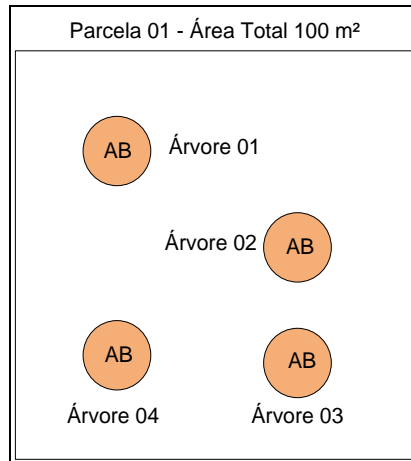 Parcela 01 - Área Total 100 m²
AB
Árvore 01
Árvore 02
AB
AB
AB
Árvore 04
Árvore 03